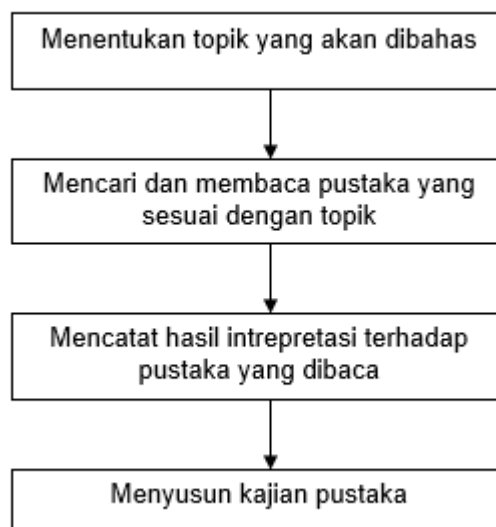 Menentukan topik yang akan dibahas
Mencari dan membaca pustaka yang
sesuai dengan topik
Mencatat hasil intrepretasi terhadap
pustaka yang dibaca
Menyusun kajian pustaka